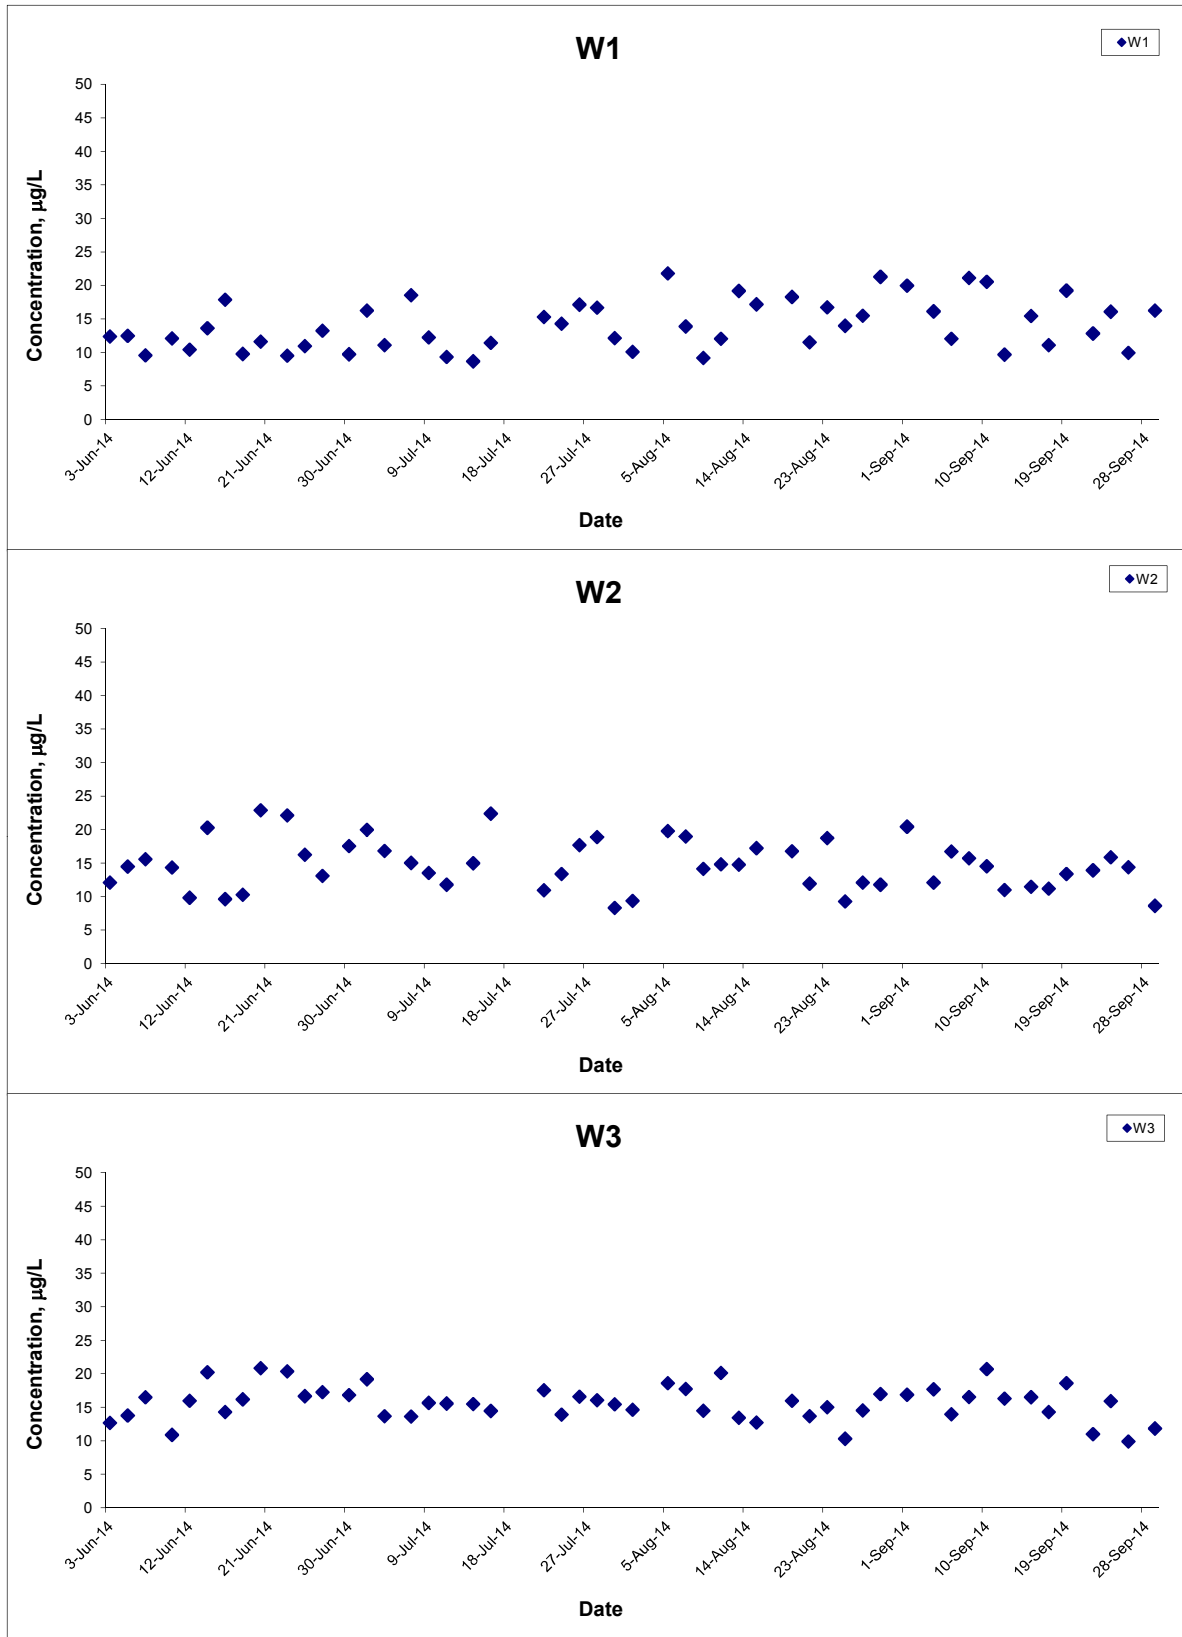 W1
W1
50
45
40
35
30
25
20
15
10
5
0
Concentration, µg/L
3-Jun-14
12-Jun-14
21-Jun-14
30-Jun-14
9-Jul-14
18-Jul-14
27-Jul-14
5-Aug-14
14-Aug-14
23-Aug-14
1-Sep-14
10-Sep-14
19-Sep-14
28-Sep-14
Date
W2
W2
50
45
40
35
30
25
20
15
10
5
0
Concentration, µg/L
3-Jun-14
12-Jun-14
21-Jun-14
30-Jun-14
9-Jul-14
18-Jul-14
27-Jul-14
5-Aug-14
14-Aug-14
23-Aug-14
1-Sep-14
10-Sep-14
19-Sep-14
28-Sep-14
Date
W3
W3
50
45
40
35
30
25
20
15
10
5
0
Concentration, µg/L
3-Jun-14
12-Jun-14
21-Jun-14
30-Jun-14
9-Jul-14
18-Jul-14
27-Jul-14
5-Aug-14
14-Aug-14
23-Aug-14
1-Sep-14
10-Sep-14
19-Sep-14
28-Sep-14
Date